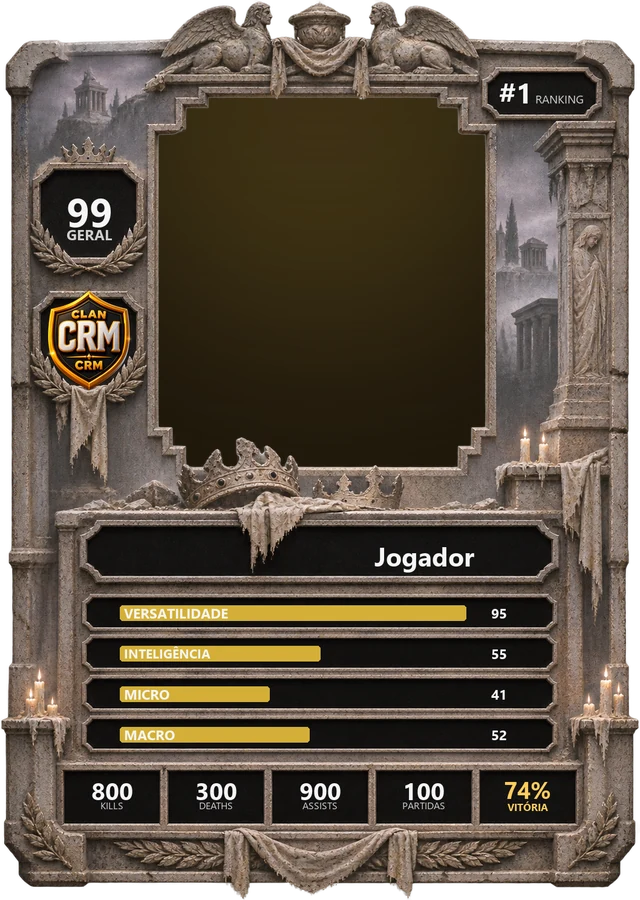 #1 RANKING
99
GERAL
CLAN
CRM
CRM
Jogador
VERSATILIDADE 95
INTELIGÊNCIA 55
MICRO 41
MACRO 52
800 300 900 100 74%
KILLS DEATHS ASSISTS PARTIDAS VITÓRIA